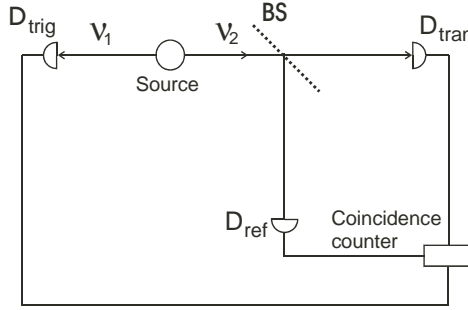 D_trig
ν₁
ν₂
BS
D_tran
Source
D_ref
Coincidence
counter